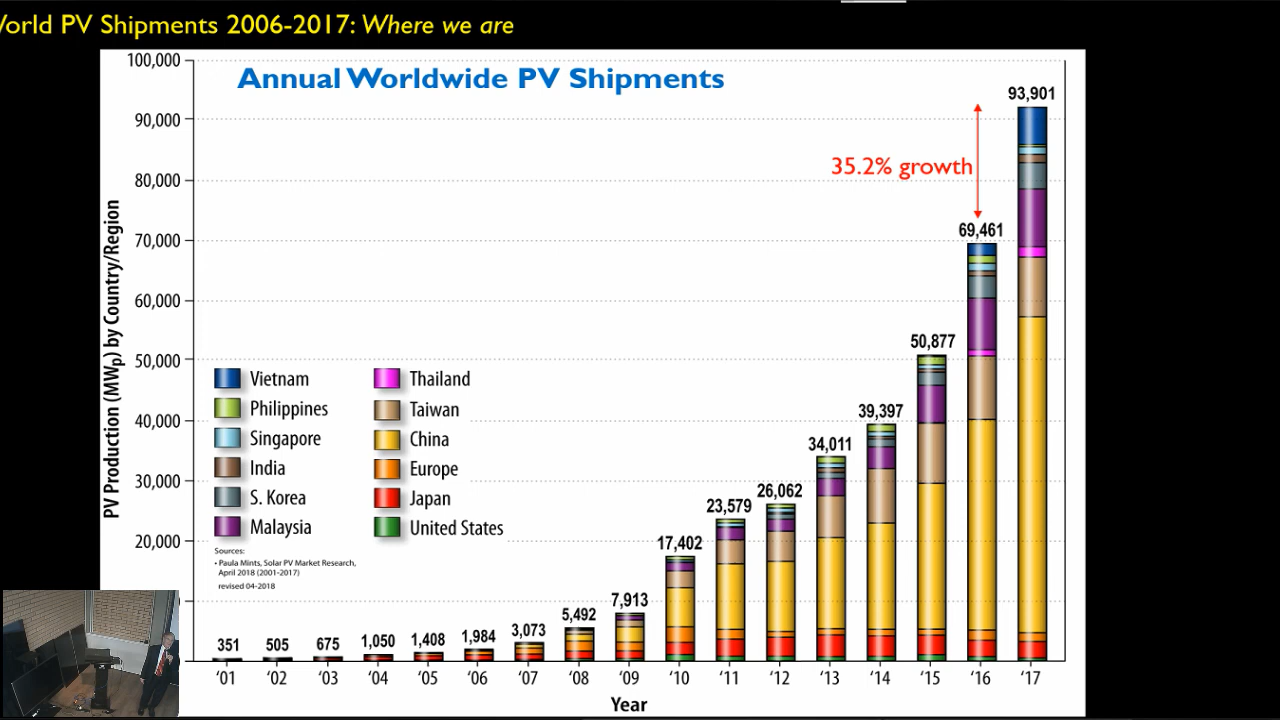 orld PV Shipments 2006-2017: Where we are
Annual Worldwide PV Shipments
PV Production (MWp) by Country/Region
100,000
90,000
80,000
70,000
60,000
50,000
40,000
30,000
20,000
351
505
675
1,050
1,408
1,984
3,073
5,492
7,913
17,402
23,579
26,062
34,011
39,397
50,877
69,461
93,901
35.2% growth
Vietnam
Philippines
Singapore
India
S. Korea
Malaysia
Thailand
Taiwan
China
Europe
Japan
United States
Sources:
• Paula Mints, Solar PV Market Research,
April 2018 (2001-2017)
revised 04-2018
'01 '02 '03 '04 '05 '06 '07 '08 '09 '10 '11 '12 '13 '14 '15 '16 '17
Year